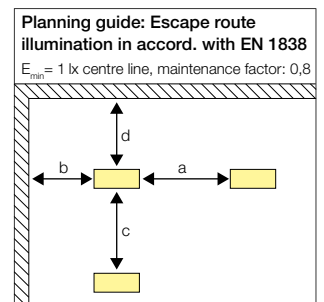 Planning guide: Escape route
illumination in accord. with EN 1838
Emin= 1 lx centre line, maintenance factor: 0,8
d
b
a
c